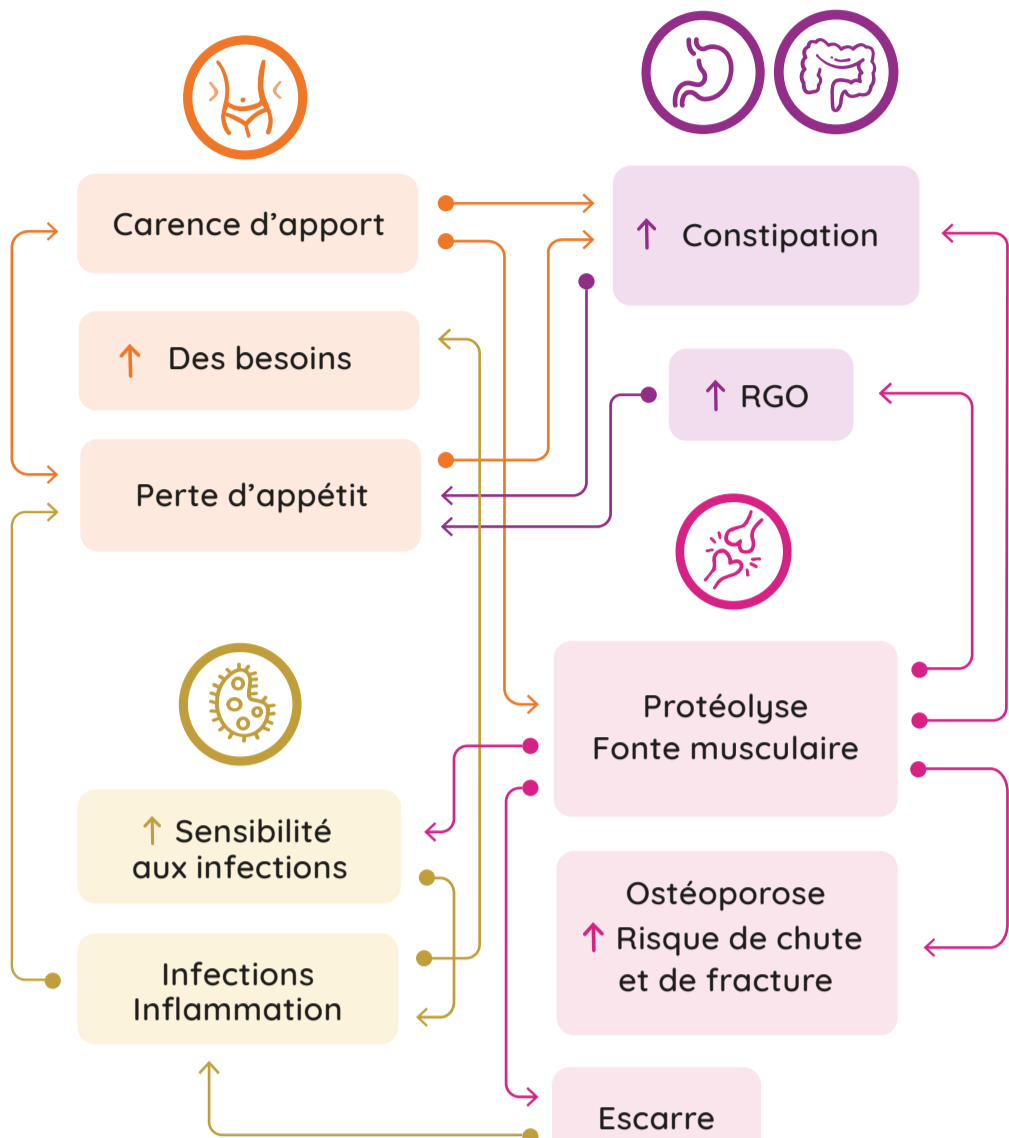 Carence d’apport
↑ Des besoins
Perte d’appétit
↑ Constipation
↑ RGO
Protéolyse
Fonte musculaire
↑ Sensibilité
aux infections
Infections
Inflammation
Ostéoporose
↑ Risque de chute
et de fracture
Escarre